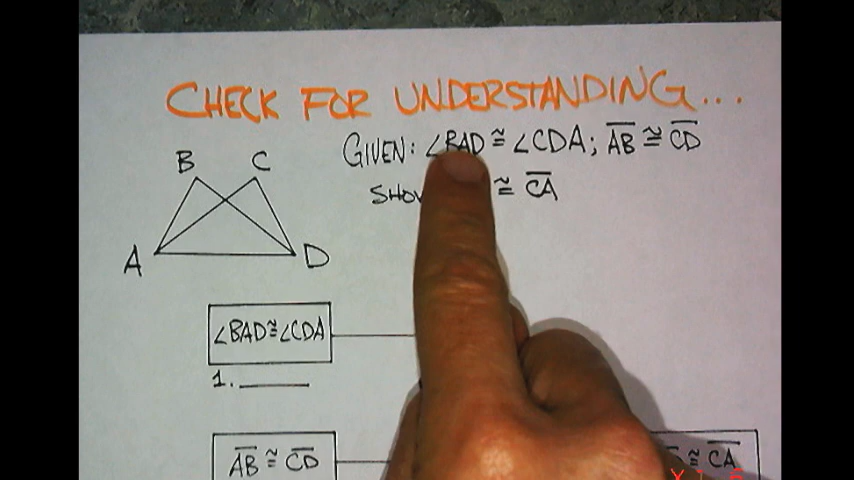 CHECK FOR UNDERSTANDING...
GIVEN: ∠BAD ≅ ∠CDA; AB ≅ CD
≅ CA
B C
A D
∠BAD≅∠CDA
1.
AB ≅ CD
≅ CA